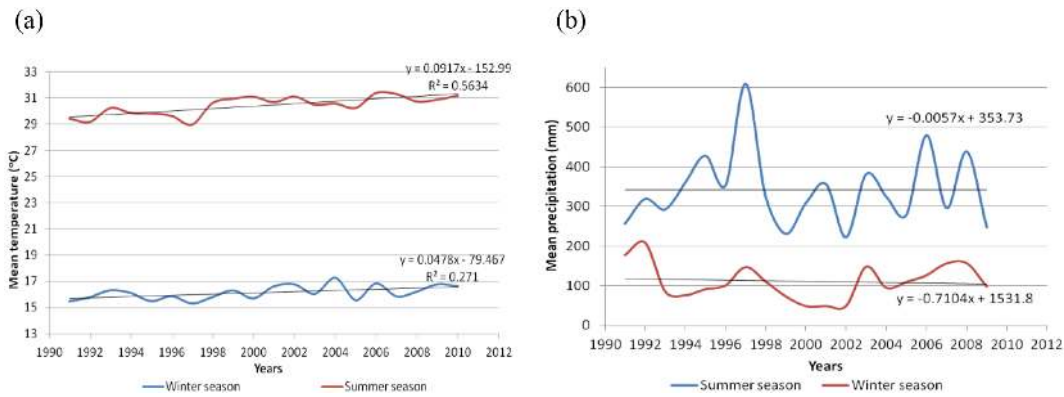 (a)
y = 0.0917x - 152.99
R² = 0.5634
33
31
29
27
25
23
21
19
17
15
13
Mean temperature (°C)
y = 0.0478x - 79.467
R² = 0.271
1990 1992 1994 1996 1998 2000 2002 2004 2006 2008 2010 2012
Years
Winter season Summer season
(b)
600
500
400
300
200
100
0
Mean precipitation (mm)
y = -0.0057x + 353.73
y = -0.7104x + 1531.8
1990 1992 1994 1996 1998 2000 2002 2004 2006 2008 2010 2012
Years
Summer season Winter season